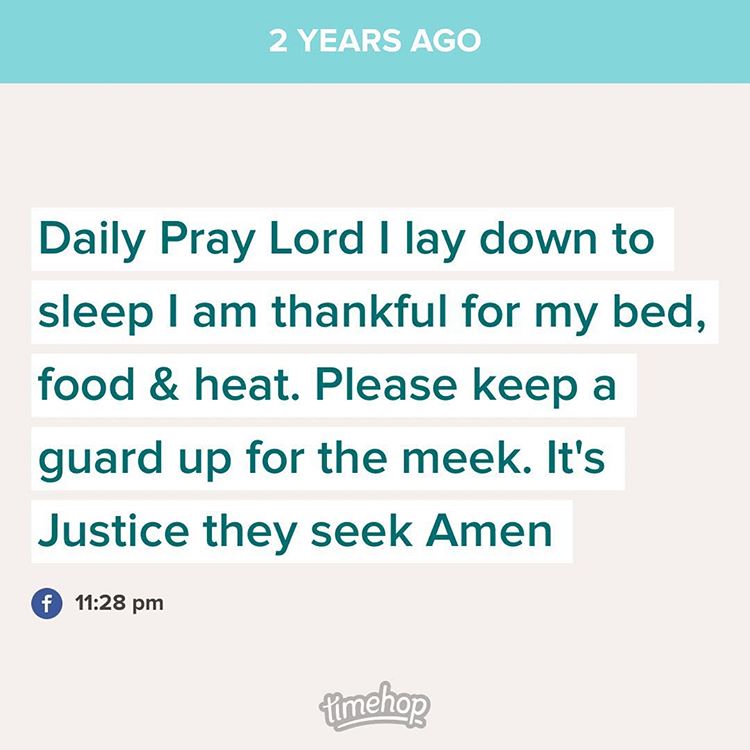 2 YEARS AGO
Daily Pray Lord I lay down to
sleep I am thankful for my bed,
food & heat. Please keep a
guard up for the meek. It's
Justice they seek Amen
f 11:28 pm
timehop